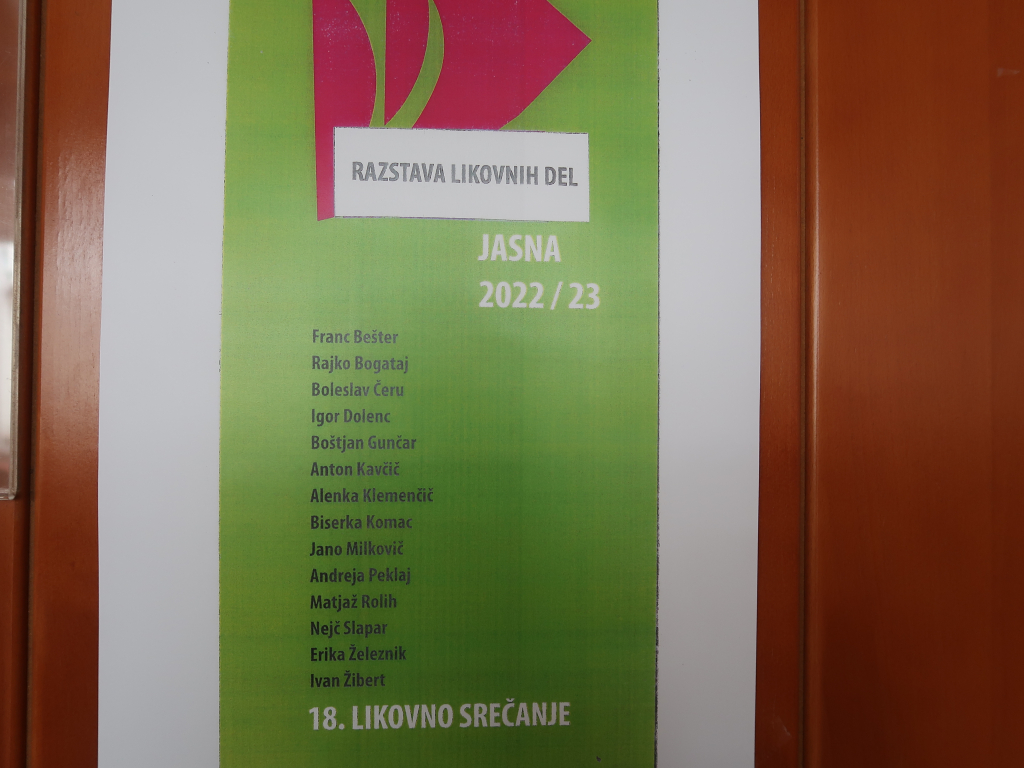 RAZSTAVA LIKOVNIH DEL
JASNA
2022 / 23
Franc Bešter
Rajko Bogataj
Boleslav Čeru
Igor Dolenc
Boštjan Gunčar
Anton Kavčič
Alenka Klemenčič
Biserka Komac
Jano Milkovič
Andreja Peklaj
Matjaž Rolih
Nejč Slapar
Erika Železnik
Ivan Žibert
18. LIKOVNO SREČANJE